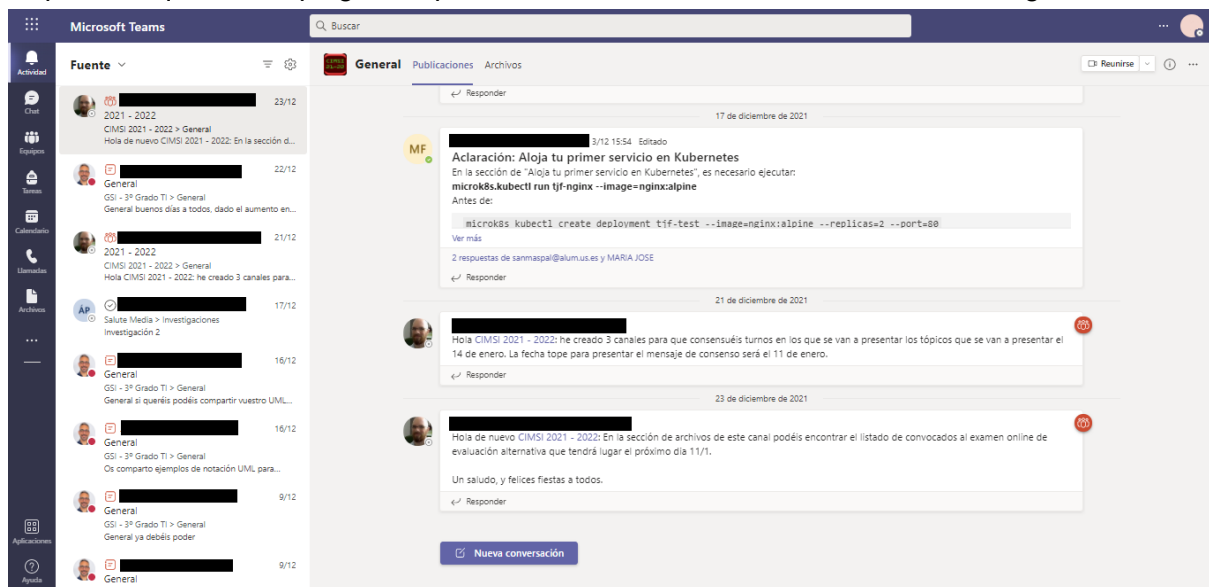 Microsoft Teams
Buscar
Actividad
Chat
Equipos
Tareas
Calendario
Llamadas
Archivos
Aplicaciones
Ayuda
Fuente
23/12
2021 - 2022
CIMSI 2021 - 2022 > General
Hola de nuevo CIMSI 2021 - 2022: En la sección d...
22/12
General
GSI - 3º Grado TI > General
General buenos días a todos, dado el aumento en...
21/12
2021 - 2022
CIMSI 2021 - 2022 > General
Hola CIMSI 2021 - 2022: he creado 3 canales para...
ÁP
17/12
Salute Media > Investigaciones
Investigación 2
16/12
General
GSI - 3º Grado TI > General
General si queréis podéis compartir vuestro UML...
16/12
General
GSI - 3º Grado TI > General
Os comparto ejemplos de notación UML para...
9/12
General
GSI - 3º Grado TI > General
General ya debéis poder
9/12
General
General Publicaciones Archivos
Reunirse
Responder
17 de diciembre de 2021
MF
3/12 15:54 Editado
Aclaración: Aloja tu primer servicio en Kubernetes
En la sección de "Aloja tu primer servicio en Kubernetes", es necesario ejecutar:
microk8s.kubectl run tjf-nginx --image=nginx:alpine
Antes de:
microk8s kubectl create deployment tjf-test --image=nginx:alpine --replicas=2 --port=80
Ver más
2 respuestas de sanmaspal@alum.us.es y MARIA JOSE
Responder
21 de diciembre de 2021
Hola CIMSI 2021 - 2022: he creado 3 canales para que consensuéis turnos en los que se van a presentar los tópicos que se van a presentar el
14 de enero. La fecha tope para presentar el mensaje de consenso será el 11 de enero.
Responder
23 de diciembre de 2021
Hola de nuevo CIMSI 2021 - 2022: En la sección de archivos de este canal podéis encontrar el listado de convocados al examen online de
evaluación alternativa que tendrá lugar el próximo día 11/1.
Un saludo, y felices fiestas a todos.
Responder
Nueva conversación